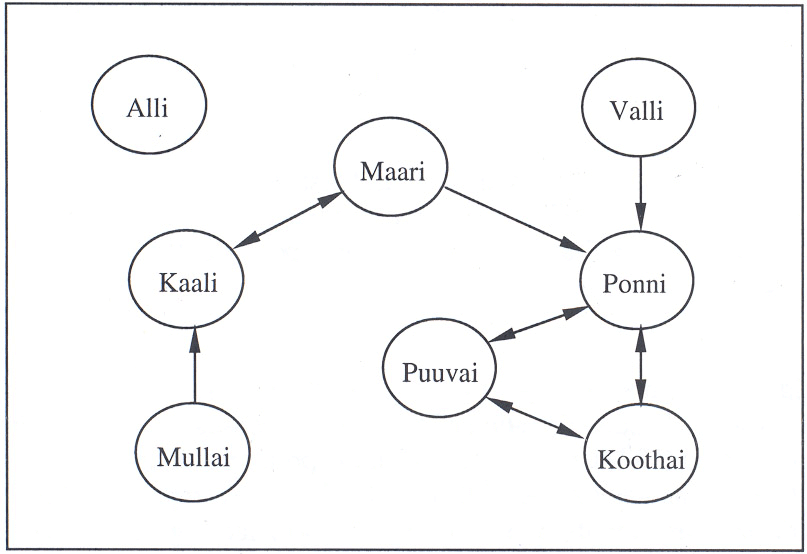 Alli
Valli
Maari
Kaali
Ponni
Puuvai
Mullai
Koothai